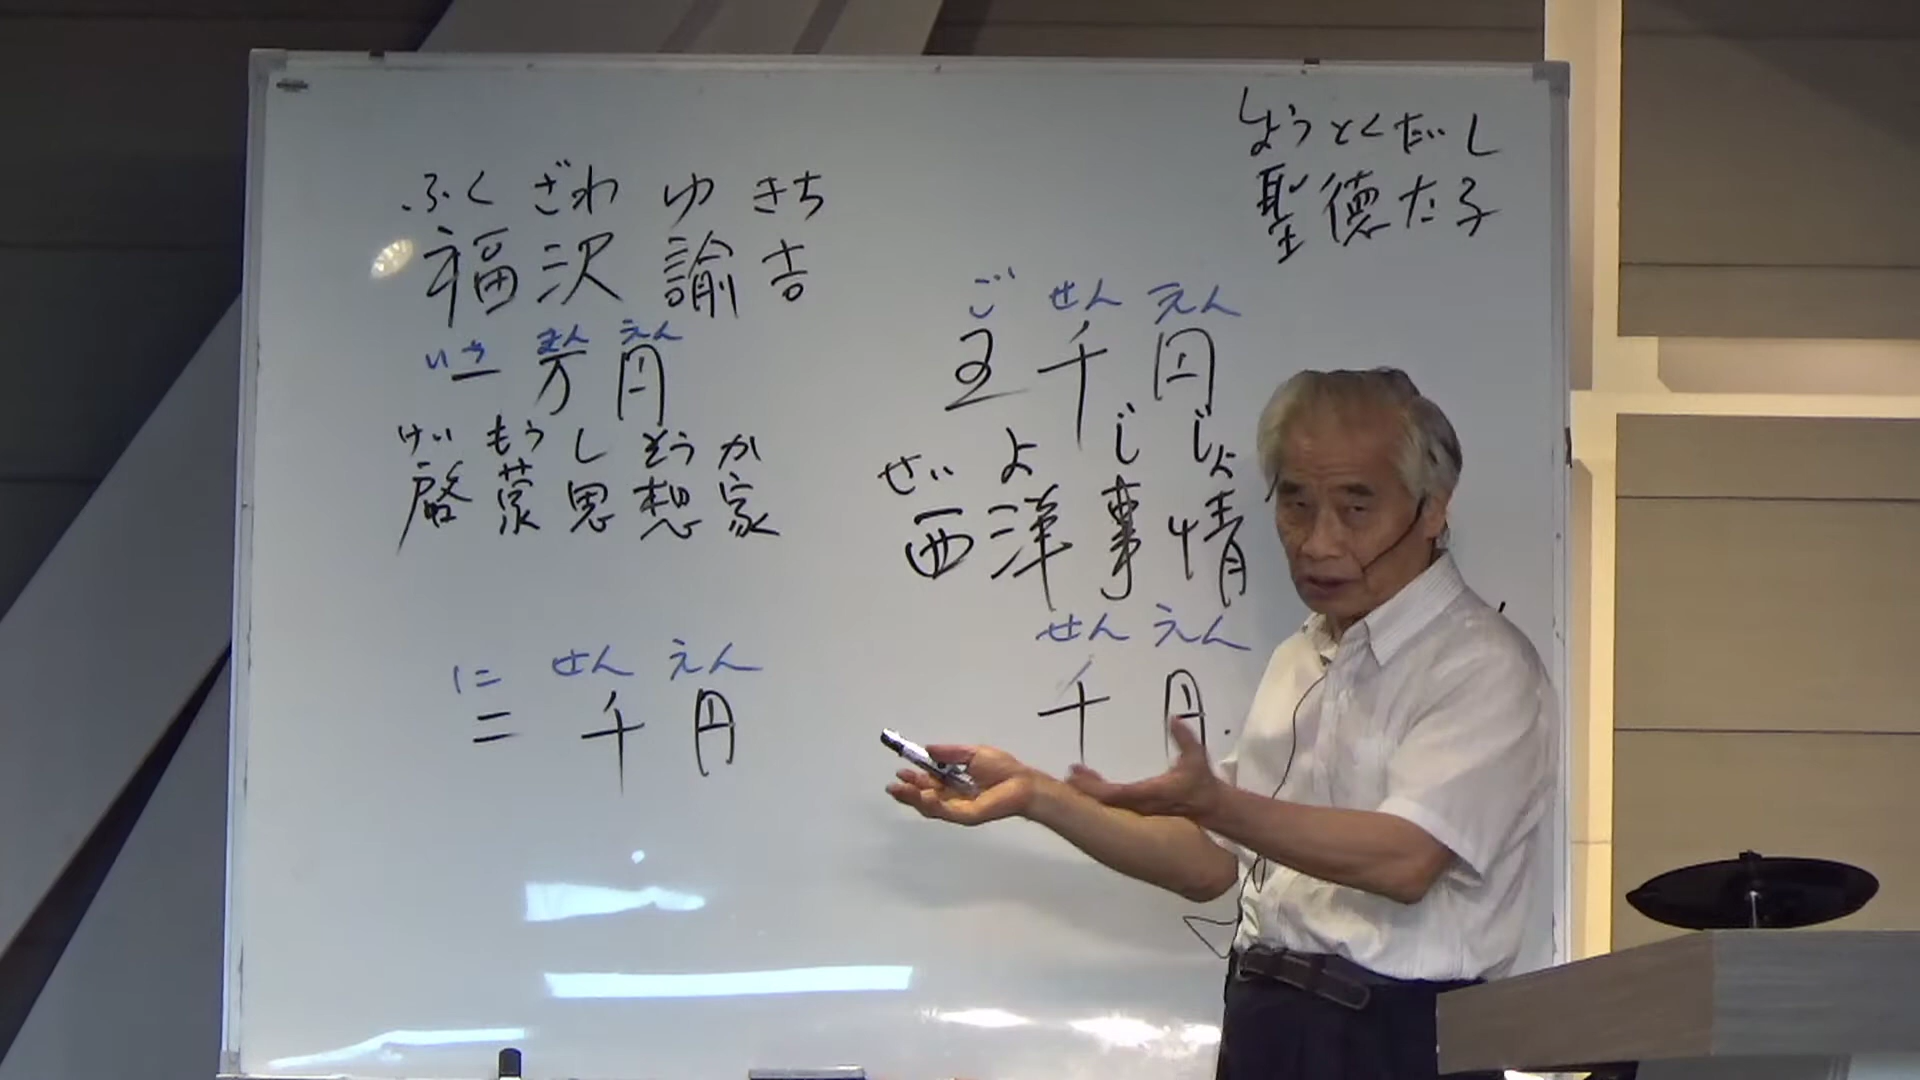 ふくざわゆきち
福沢諭吉
いちまんえん
一万円
けいもうしそうか
啓蒙思想家
にせんえん
二千円
しょうとくだいし
聖徳太子
ごせんえん
五千円
せいよじじょ
西洋事情
せんえん
千円